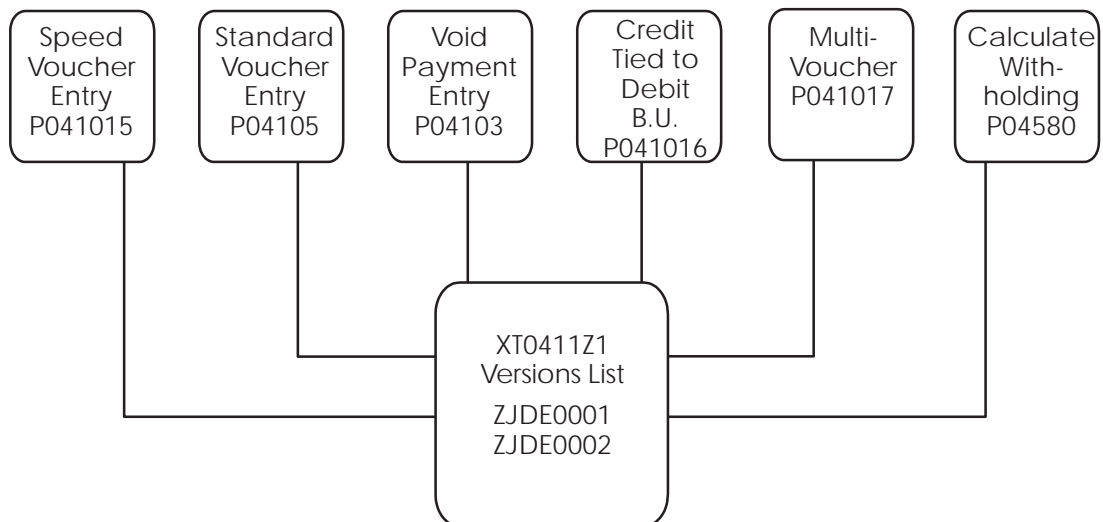 Speed
Voucher
Entry
P041015
Standard
Voucher
Entry
P04105
Void
Payment
Entry
P04103
Credit
Tied to
Debit
B.U.
P041016
Multi-
Voucher
P041017
Calculate
With-
holding
P04580
XT0411Z1
Versions List
ZJDE0001
ZJDE0002